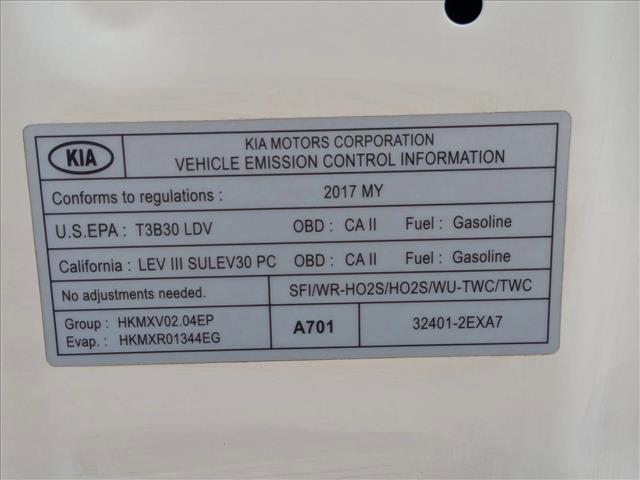 KIA
KIA MOTORS CORPORATION
VEHICLE EMISSION CONTROL INFORMATION
Conforms to regulations : 2017 MY
U.S.EPA : T3B30 LDV OBD : CA II Fuel : Gasoline
California : LEV III SULEV30 PC OBD : CA II Fuel : Gasoline
No adjustments needed. SFI/WR-HO2S/HO2S/WU-TWC/TWC
Group : HKMXV02.04EP
Evap. : HKMXR01344EG
A701
32401-2EXA7